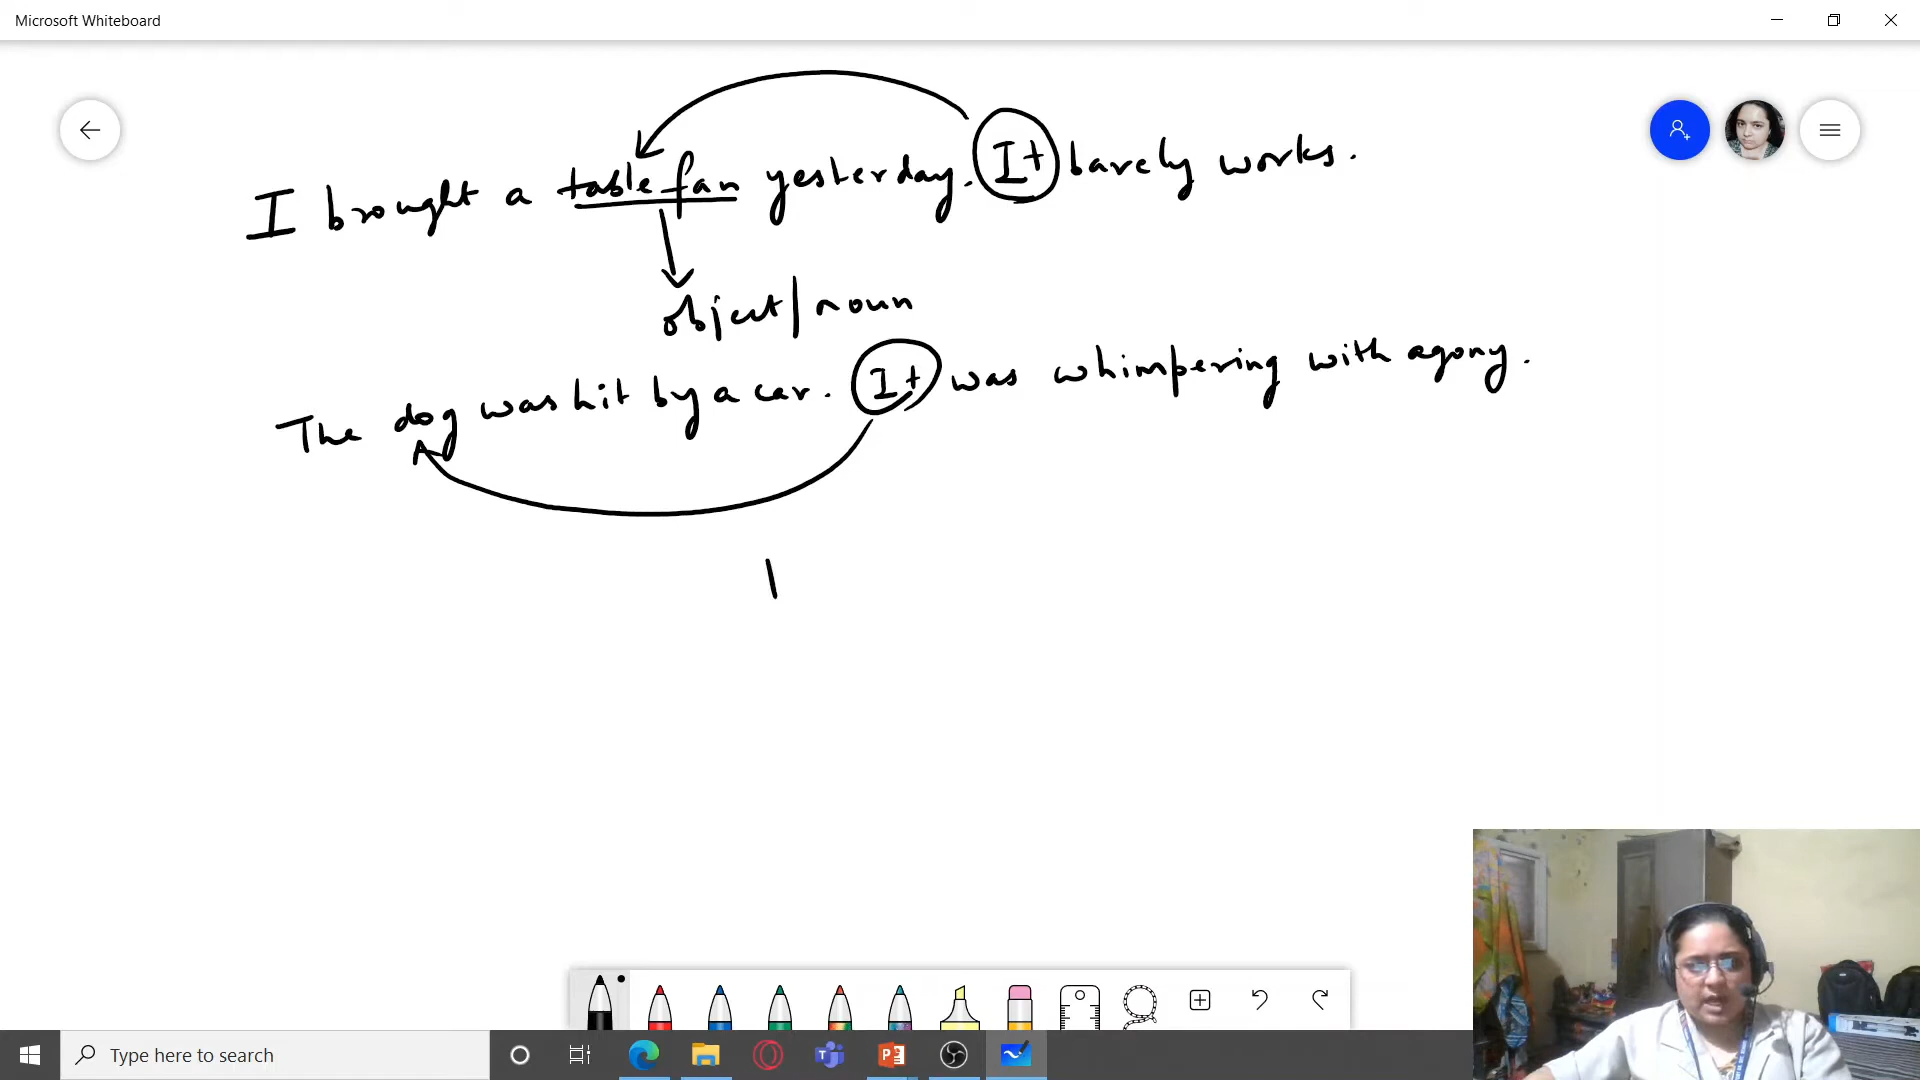 Microsoft Whiteboard
I brought a table fan yesterday. It barely works.
object/noun
The dog was hit by a car. It was whimpering with agony.
Type here to search